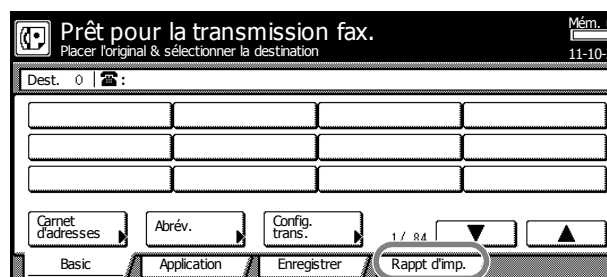 Prêt pour la transmission fax.
Placer l'original & sélectionner la destination
Mém.
11-10-
Dest. 0 ☎:
Carnet d'adresses
Abrév.
Config. trans.
1/ 84
Basic
Application
Enregistrer
Rappt d'imp.